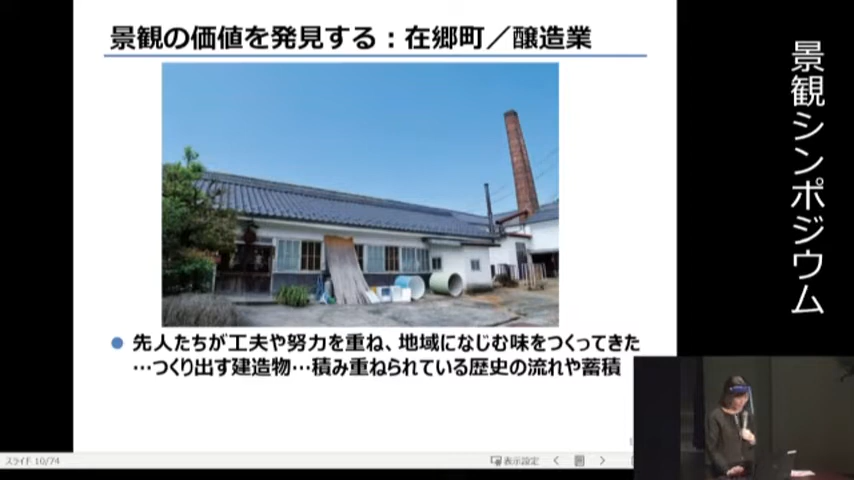 景観の価値を発見する：在郷町／醸造業
先人たちが工夫や努力を重ね、地域になじむ味をつくってきた
…つくり出す建造物…積み重ねられている歴史の流れや蓄積
景観シンポジウム
スライド 10/74
表示設定